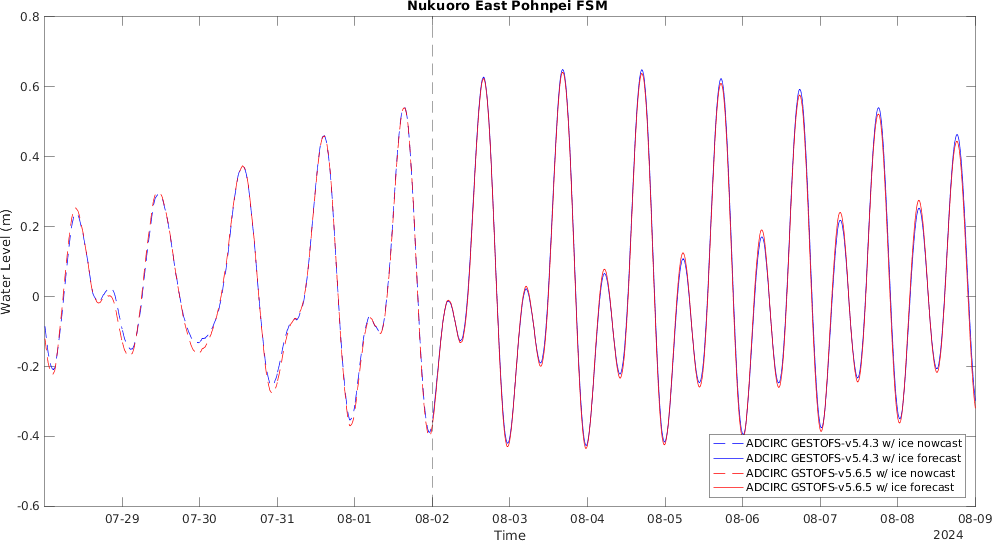 Nukuoro East Pohnpei FSM
0.8
0.6
0.4
0.2
0
-0.2
-0.4
-0.6
Water Level (m)
ADCIRC GESTOFS-v5.4.3 w/ ice nowcast
ADCIRC GESTOFS-v5.4.3 w/ ice forecast
ADCIRC GSTOFS-v5.6.5 w/ ice nowcast
ADCIRC GSTOFS-v5.6.5 w/ ice forecast
07-29 07-30 07-31 08-01 08-02 08-03 08-04 08-05 08-06 08-07 08-08 08-09
Time
2024